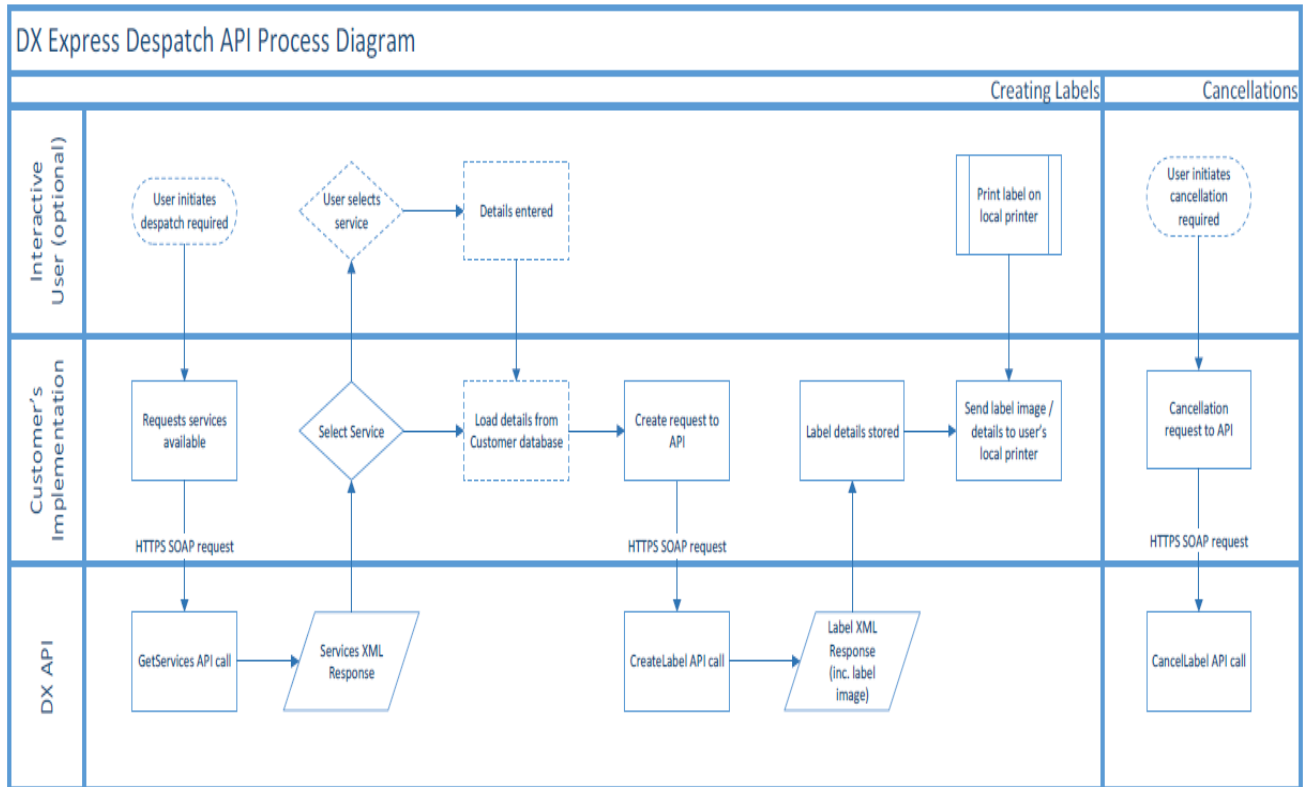 DX Express Despatch API Process Diagram
Creating Labels
Cancellations
Interactive
User (optional)
User initiates
despatch required
User selects
service
Details entered
Print label on
local printer
User initiates
cancellation
required
Customer's
Implementation
Requests services
available
Select Service
Load details from
Customer database
Create request to
API
Label details stored
Send label image /
details to user's
local printer
Cancellation
request to API
HTTPS SOAP request
HTTPS SOAP request
HTTPS SOAP request
DX API
GetServices API call
Services XML
Response
CreateLabel API call
Label XML
Response
(inc. label
image)
CancelLabel API call